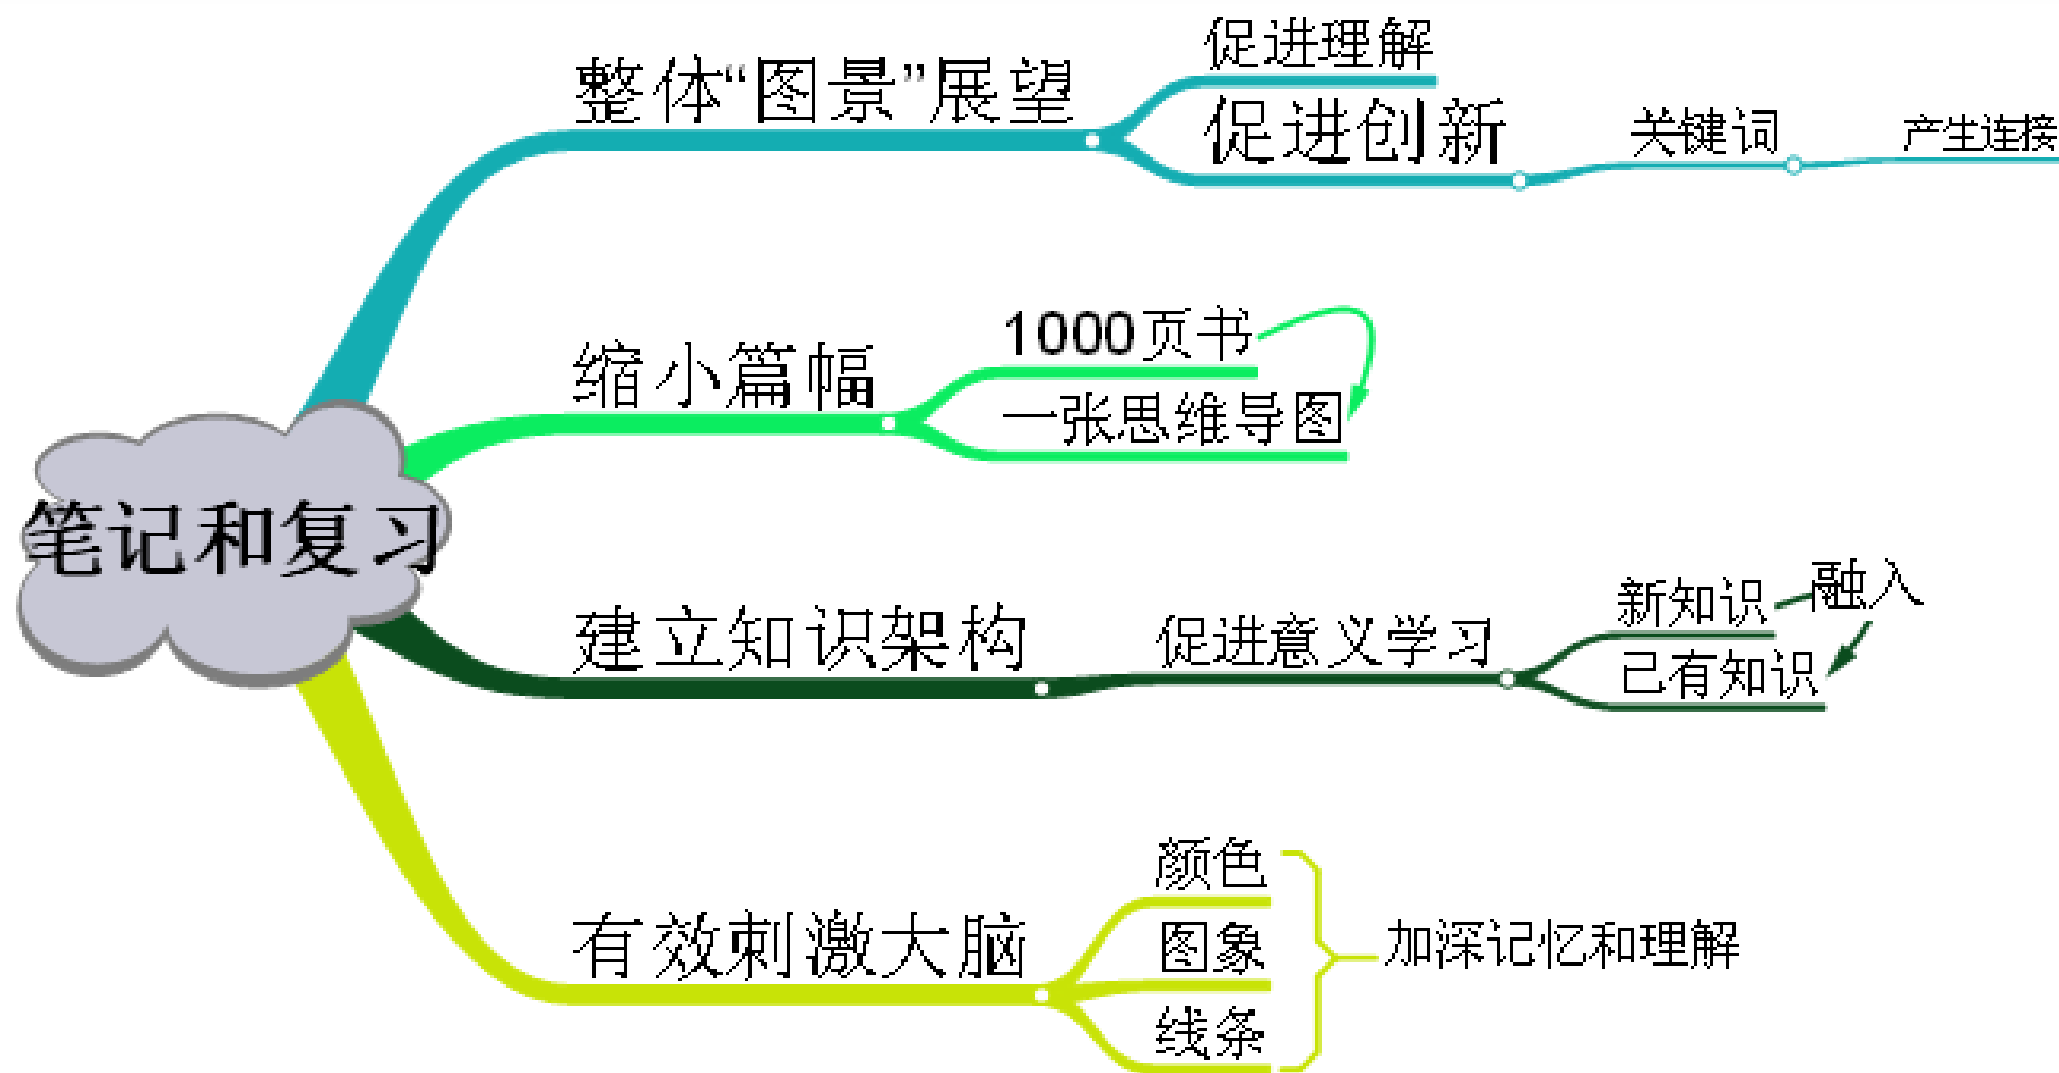 整体“图景”展望
促进理解
促进创新
关键词
产生连接
缩小篇幅
1000页书
一张思维导图
笔记和复习
建立知识架构
促进意义学习
新知识
融入
已有知识
有效刺激大脑
颜色
图象
线条
加深记忆和理解